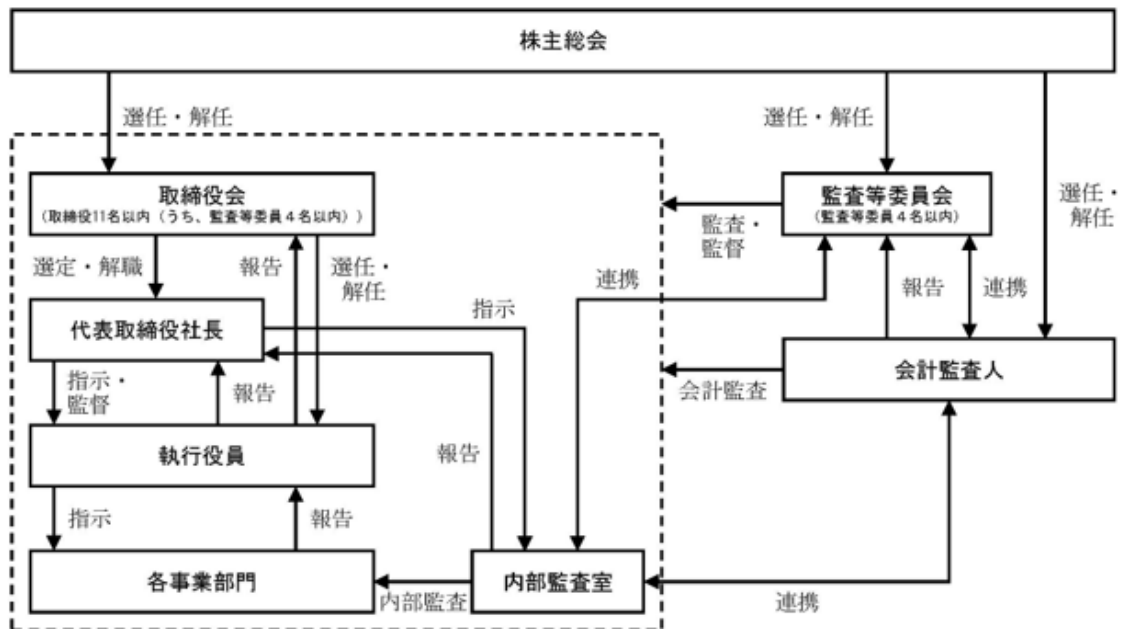 株主総会
選任・解任
選任・解任
選任・
解任
取締役会
(取締役11名以内(うち、監査等委員4名以内))
監査等委員会
(監査等委員4名以内)
監査・
監督
選定・解職
報告
選任・
解任
連携
報告
連携
代表取締役社長
指示
会計監査人
会計監査
指示・
監督
報告
執行役員
報告
指示
報告
各事業部門
内部監査
内部監査室
連携